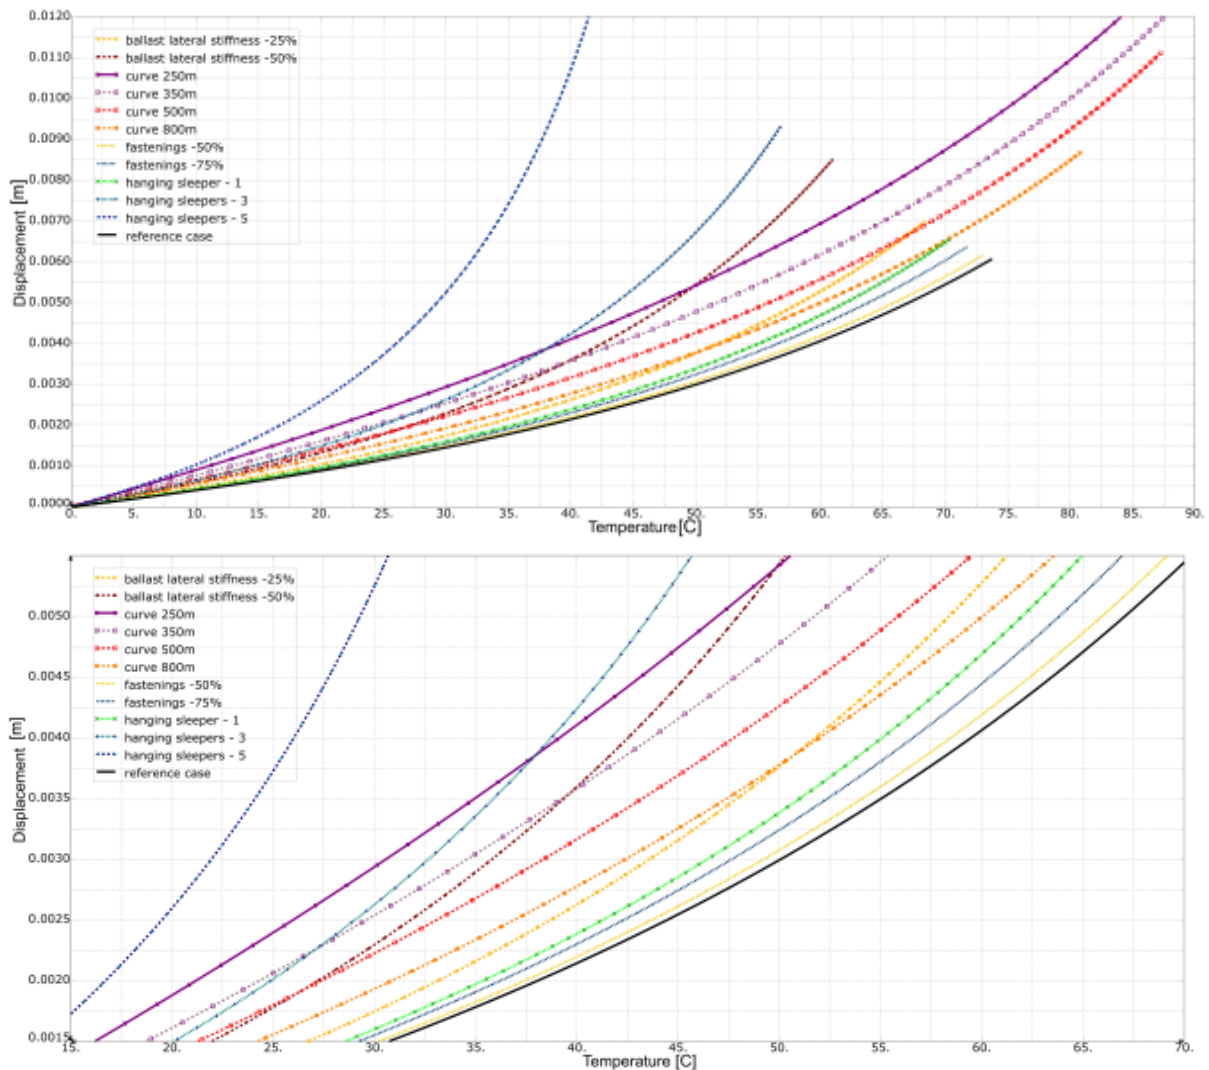 0.0120
0.0110
0.0100
0.0090
0.0080
0.0070
0.0060
0.0050
0.0040
0.0030
0.0020
0.0010
0.0000
Displacement [m]
ballast lateral stiffness -25%
ballast lateral stiffness -50%
curve 250m
curve 350m
curve 500m
curve 800m
fastenings -50%
fastenings -75%
hanging sleeper - 1
hanging sleepers - 3
hanging sleepers - 5
reference case
0. 5. 10. 15. 20. 25. 30. 35. 40. 45. 50. 55. 60. 65. 70. 75. 80. 85. 90.
Temperature [C]
0.0050
0.0045
0.0040
0.0035
0.0030
0.0025
0.0020
0.0015
Displacement [m]
ballast lateral stiffness -25%
ballast lateral stiffness -50%
curve 250m
curve 350m
curve 500m
curve 800m
fastenings -50%
fastenings -75%
hanging sleeper - 1
hanging sleepers - 3
hanging sleepers - 5
reference case
15. 20. 25. 30. 35. 40. 45. 50. 55. 60. 65. 70.
Temperature [C]